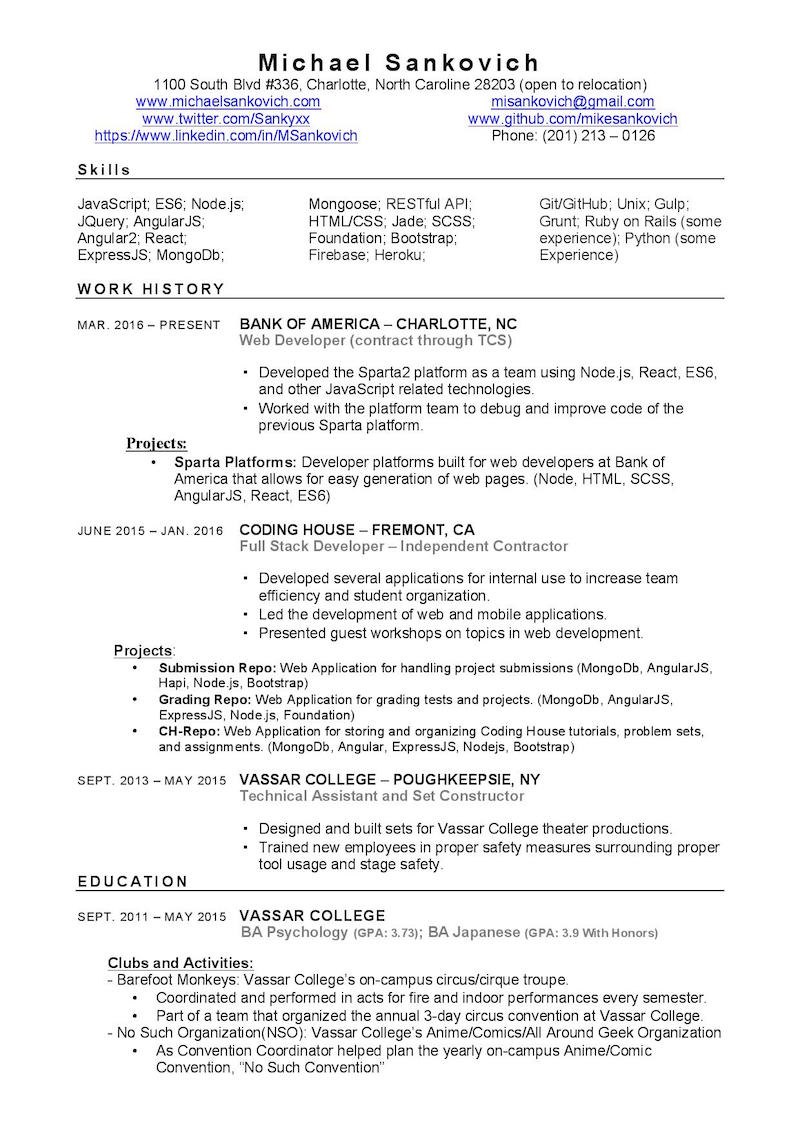 Michael Sankovich
1100 South Blvd #336, Charlotte, North Caroline 28203 (open to relocation)
www.michaelsankovich.com misankovich@gmail.com
www.twitter.com/Sankyxx www.github.com/mikesankovich
https://www.linkedin.com/in/MSankovich Phone: (201) 213 – 0126
Skills
JavaScript; ES6; Node.js;
JQuery; AngularJS;
Angular2; React;
ExpressJS; MongoDb;
Mongoose; RESTful API;
HTML/CSS; Jade; SCSS;
Foundation; Bootstrap;
Firebase; Heroku;
Git/GitHub; Unix; Gulp;
Grunt; Ruby on Rails (some
experience); Python (some
Experience)
WORK HISTORY
MAR. 2016 – PRESENT BANK OF AMERICA – CHARLOTTE, NC
Web Developer (contract through TCS)
▪ Developed the Sparta2 platform as a team using Node.js, React, ES6,
and other JavaScript related technologies.
▪ Worked with the platform team to debug and improve code of the
previous Sparta platform.
Projects:
• Sparta Platforms: Developer platforms built for web developers at Bank of
America that allows for easy generation of web pages. (Node, HTML, SCSS,
AngularJS, React, ES6)
JUNE 2015 – JAN. 2016 CODING HOUSE – FREMONT, CA
Full Stack Developer – Independent Contractor
▪ Developed several applications for internal use to increase team
efficiency and student organization.
▪ Led the development of web and mobile applications.
▪ Presented guest workshops on topics in web development.
Projects:
• Submission Repo: Web Application for handling project submissions (MongoDb, AngularJS,
Hapi, Node.js, Bootstrap)
• Grading Repo: Web Application for grading tests and projects. (MongoDb, AngularJS,
ExpressJS, Node.js, Foundation)
• CH-Repo: Web Application for storing and organizing Coding House tutorials, problem sets,
and assignments. (MongoDb, Angular, ExpressJS, Nodejs, Bootstrap)
SEPT. 2013 – MAY 2015 VASSAR COLLEGE – POUGHKEEPSIE, NY
Technical Assistant and Set Constructor
▪ Designed and built sets for Vassar College theater productions.
▪ Trained new employees in proper safety measures surrounding proper
tool usage and stage safety.
EDUCATION
SEPT. 2011 – MAY 2015 VASSAR COLLEGE
BA Psychology (GPA: 3.73); BA Japanese (GPA: 3.9 With Honors)
Clubs and Activities:
- Barefoot Monkeys: Vassar College's on-campus circus/cirque troupe.
• Coordinated and performed in acts for fire and indoor performances every semester.
• Part of a team that organized the annual 3-day circus convention at Vassar College.
- No Such Organization(NSO): Vassar College's Anime/Comics/All Around Geek Organization
• As Convention Coordinator helped plan the yearly on-campus Anime/Comic
Convention, “No Such Convention”